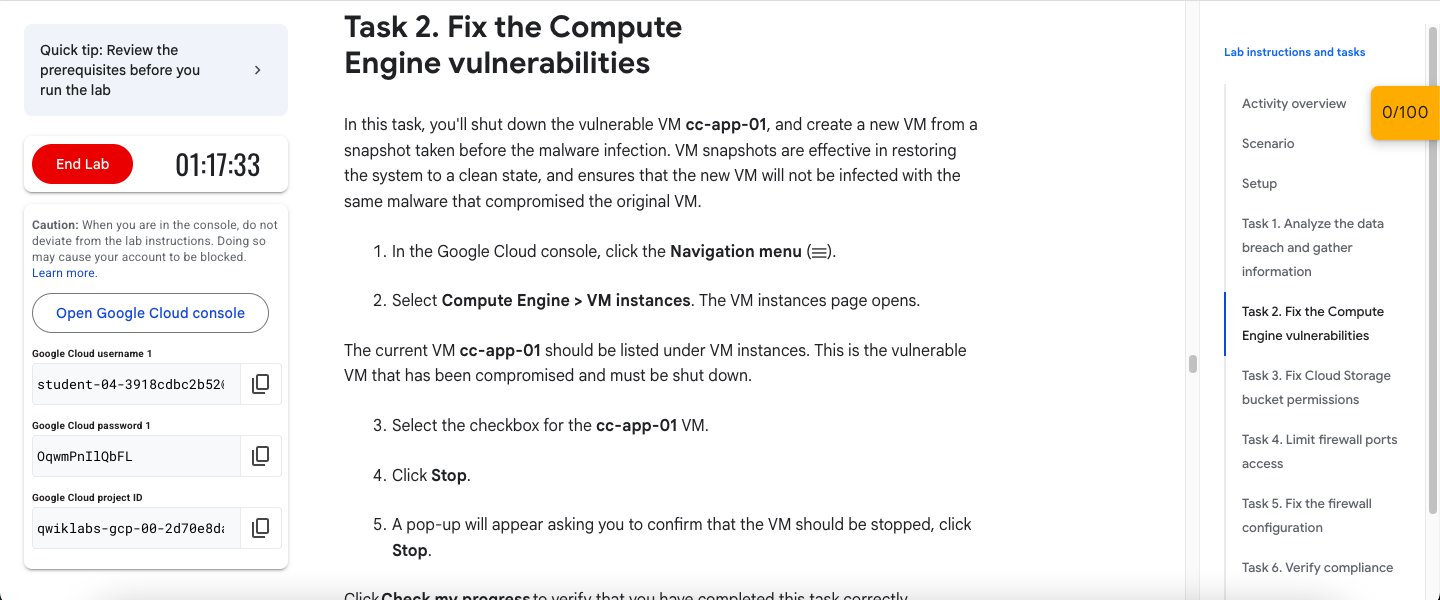 Quick tip: Review the
prerequisites before you
run the lab
End Lab
01:17:33
Caution: When you are in the console, do not
deviate from the lab instructions. Doing so
may cause your account to be blocked.
Learn more.
Open Google Cloud console
Google Cloud username 1
student-04-3918cdbc2b520
Google Cloud password 1
OqwmPnIlQbFL
Google Cloud project ID
qwiklabs-gcp-00-2d70e8da
Task 2. Fix the Compute
Engine vulnerabilities
In this task, you'll shut down the vulnerable VM cc-app-01, and create a new VM from a
snapshot taken before the malware infection. VM snapshots are effective in restoring
the system to a clean state, and ensures that the new VM will not be infected with the
same malware that compromised the original VM.
1. In the Google Cloud console, click the Navigation menu (☰).
2. Select Compute Engine > VM instances. The VM instances page opens.
The current VM cc-app-01 should be listed under VM instances. This is the vulnerable
VM that has been compromised and must be shut down.
3. Select the checkbox for the cc-app-01 VM.
4. Click Stop.
5. A pop-up will appear asking you to confirm that the VM should be stopped, click
Stop.
Click Check my progress to verify that you have completed this task correctly.
Lab instructions and tasks
0/100
Activity overview
Scenario
Setup
Task 1. Analyze the data
breach and gather
information
Task 2. Fix the Compute
Engine vulnerabilities
Task 3. Fix Cloud Storage
bucket permissions
Task 4. Limit firewall ports
access
Task 5. Fix the firewall
configuration
Task 6. Verify compliance